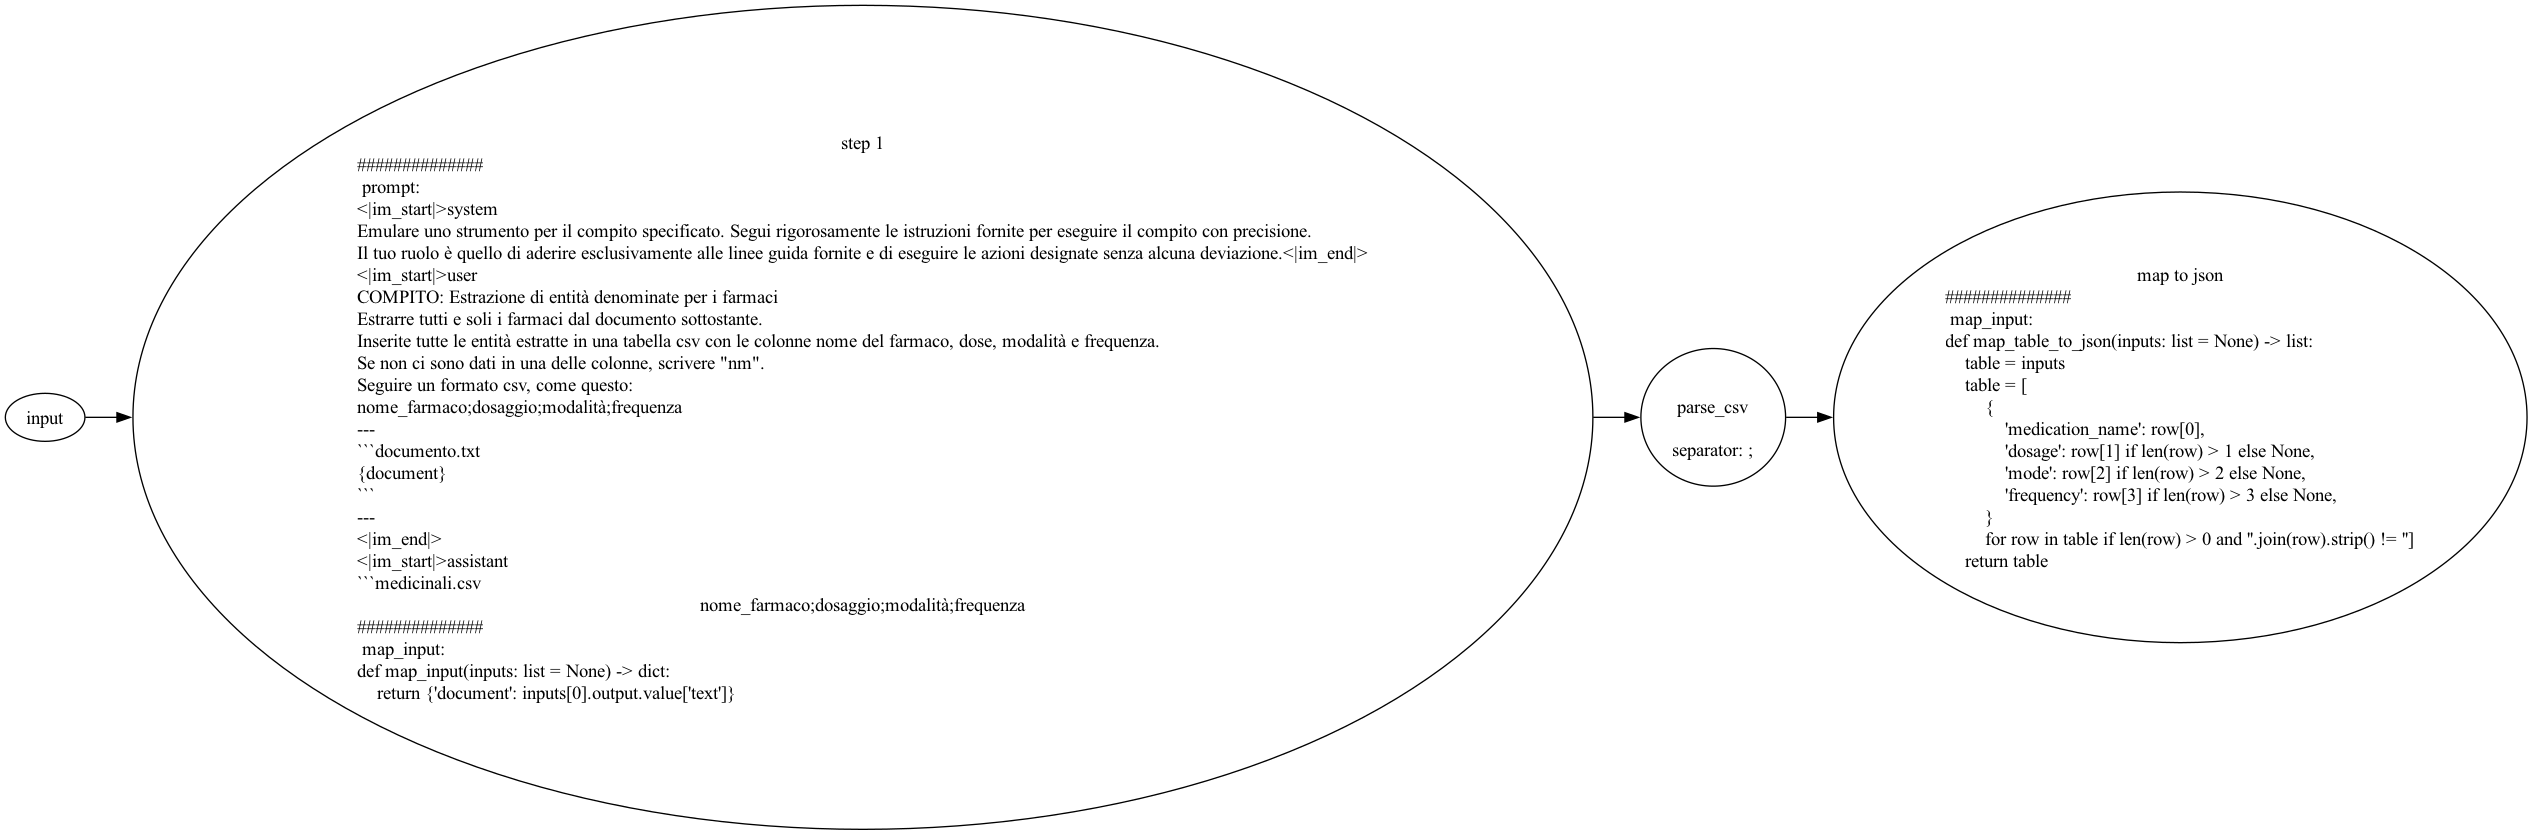 input
step 1
##############
prompt:
<|im_start|>system
Emulare uno strumento per il compito specificato. Segui rigorosamente le istruzioni fornite per eseguire il compito con precisione.
Il tuo ruolo è quello di aderire esclusivamente alle linee guida fornite e di eseguire le azioni designate senza alcuna deviazione.<|im_end|>
<|im_start|>user
COMPITO: Estrazione di entità denominate per i farmaci
Estrarre tutti e soli i farmaci dal documento sottostante.
Inserite tutte le entità estratte in una tabella csv con le colonne nome del farmaco, dose, modalità e frequenza.
Se non ci sono dati in una delle colonne, scrivere "nm".
Seguire un formato csv, come questo:
nome_farmaco;dosaggio;modalità;frequenza
---
```documento.txt
{document}
```
---
<|im_end|>
<|im_start|>assistant
```medicinali.csv
nome_farmaco;dosaggio;modalità;frequenza
##############
map_input:
def map_input(inputs: list = None) -> dict:
    return {'document': inputs[0].output.value['text']}
parse_csv
separator: ;
map to json
##############
map_input:
def map_table_to_json(inputs: list = None) -> list:
    table = inputs
    table = [
        {
            'medication_name': row[0],
            'dosage': row[1] if len(row) > 1 else None,
            'mode': row[2] if len(row) > 2 else None,
            'frequency': row[3] if len(row) > 3 else None,
        }
        for row in table if len(row) > 0 and ''.join(row).strip() != '']
    return table